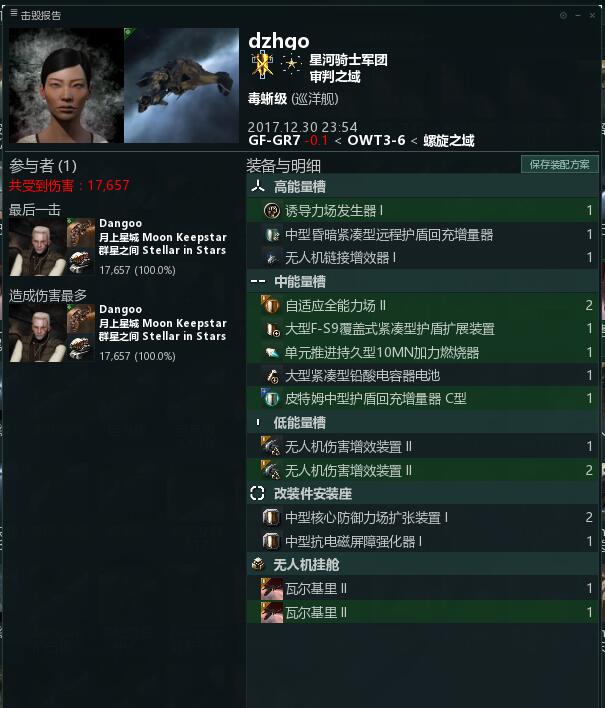 击毁报告
dzhqo
星河骑士军团
审判之域
毒蜥级 (巡洋舰)
2017.12.30 23:54
GF-GR7 -0.1 < OWT3-6 < 螺旋之域
参与者 (1)
共受到伤害：17,657
最后一击
Dangoo
月上星城 Moon Keepstar
群星之间 Stellar in Stars
17,657 (100.0%)
造成伤害最多
Dangoo
月上星城 Moon Keepstar
群星之间 Stellar in Stars
17,657 (100.0%)
装备与明细 保存装配方案
高能量槽
诱导力场发生器 I 1
中型昏暗紧凑型远程护盾回充增量器 1
无人机链接增效器 I 1
中能量槽
自适应全能力场 II 2
大型F-S9覆盖式紧凑型护盾扩展装置 1
单元推进持久型10MN加力燃烧器 1
大型紧凑型铅酸电容器电池 1
皮特姆中型护盾回充增量器 C型 1
低能量槽
无人机伤害增效装置 II 1
无人机伤害增效装置 II 2
改装件安装座
中型核心防御力场扩张装置 I 2
中型抗电磁屏障强化器 I 1
无人机挂舱
瓦尔基里 II 1
瓦尔基里 II 1